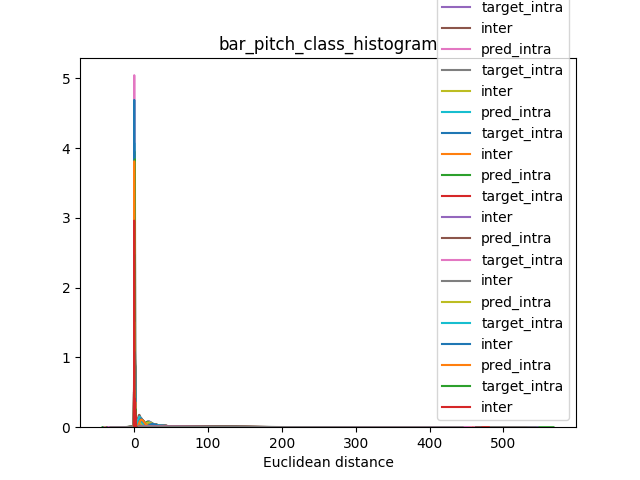 target_intra
inter
bar_pitch_class_histogram
pred_intra
target_intra
inter
pred_intra
target_intra
inter
pred_intra
target_intra
inter
pred_intra
target_intra
inter
pred_intra
target_intra
inter
pred_intra
target_intra
inter
5
4
3
2
1
0
0
100
200
300
400
500
Euclidean distance